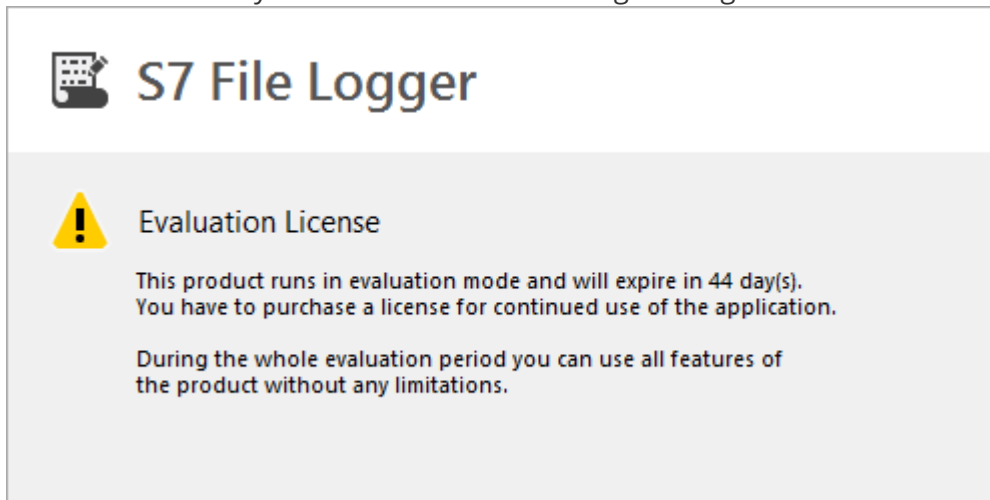 S7 File Logger
Evaluation License
This product runs in evaluation mode and will expire in 44 day(s).
You have to purchase a license for continued use of the application.
During the whole evaluation period you can use all features of
the product without any limitations.